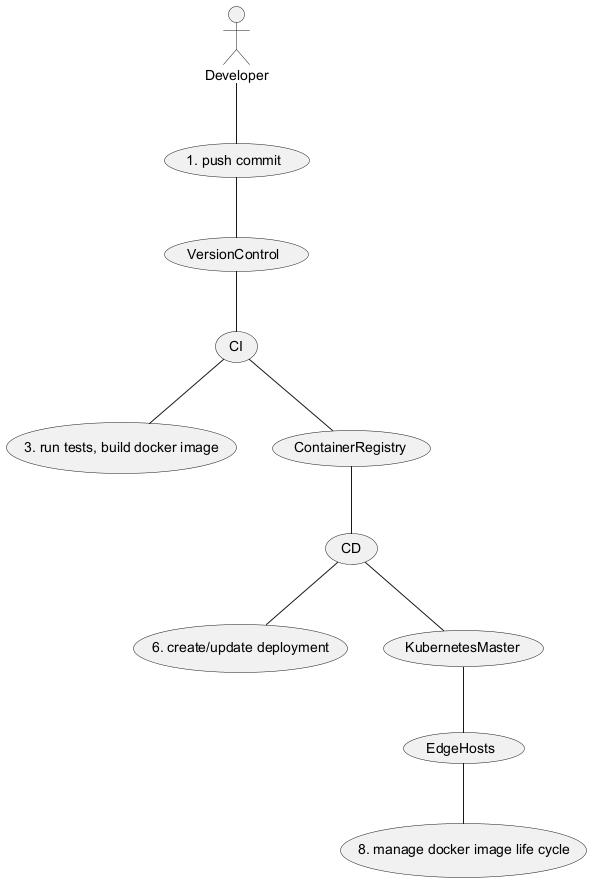 Developer
1. push commit
VersionControl
CI
3. run tests, build docker image
ContainerRegistry
CD
6. create/update deployment
KubernetesMaster
EdgeHosts
8. manage docker image life cycle